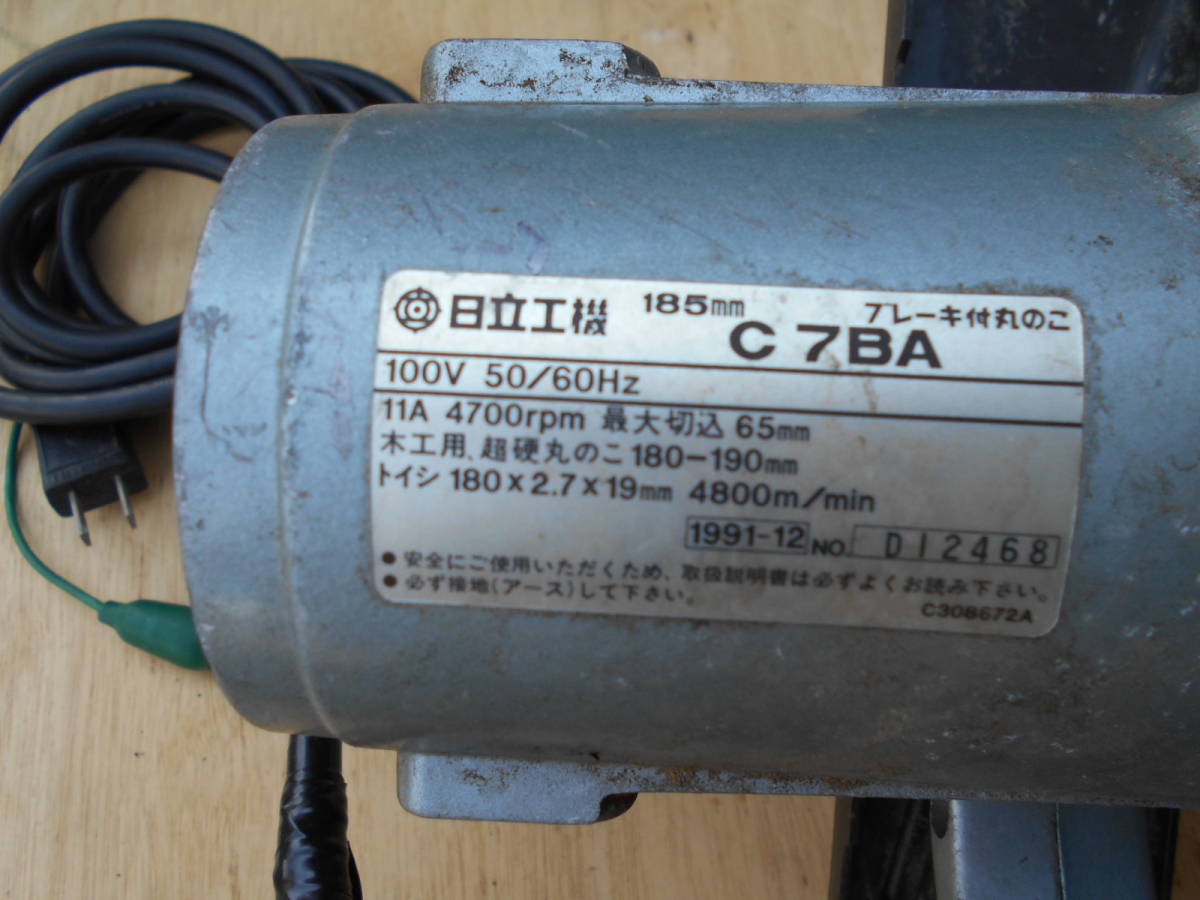 日立工機 185mm ブレーキ付丸のこ
C 7BA
100V 50/60Hz
11A 4700rpm 最大切込 65mm
木工用、超硬丸のこ 180-190mm
トイシ 180×2.7×19mm 4800m/min
1991-12 NO. D12468
●安全にご使用いただくため、取扱説明書は必ずよくお読み下さい。
●必ず接地(アース)して下さい。
C308672A